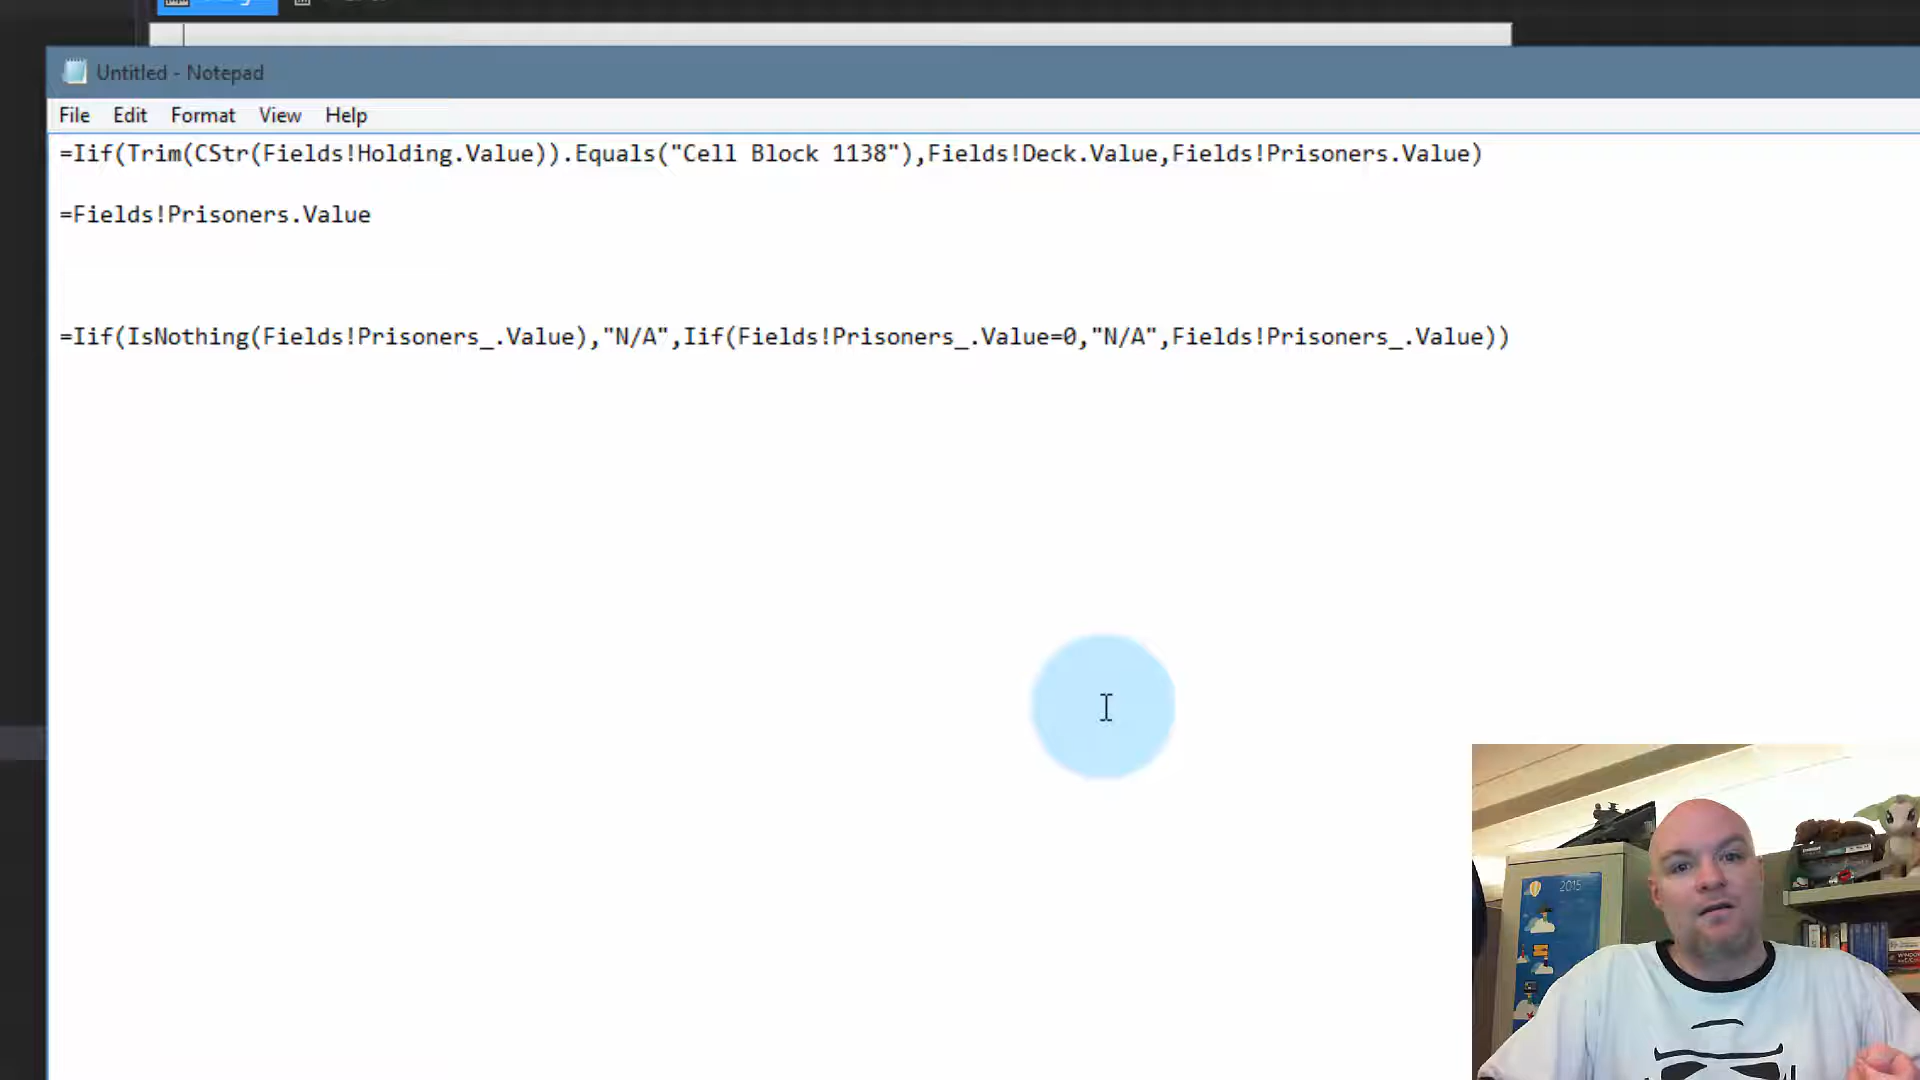 Untitled - Notepad
File Edit Format View Help
=Iif(Trim(CStr(Fields!Holding.Value)).Equals("Cell Block 1138"),Fields!Deck.Value,Fields!Prisoners.Value)
=Fields!Prisoners.Value
=Iif(IsNothing(Fields!Prisoners_.Value),"N/A",Iif(Fields!Prisoners_.Value=0,"N/A",Fields!Prisoners_.Value))
2015